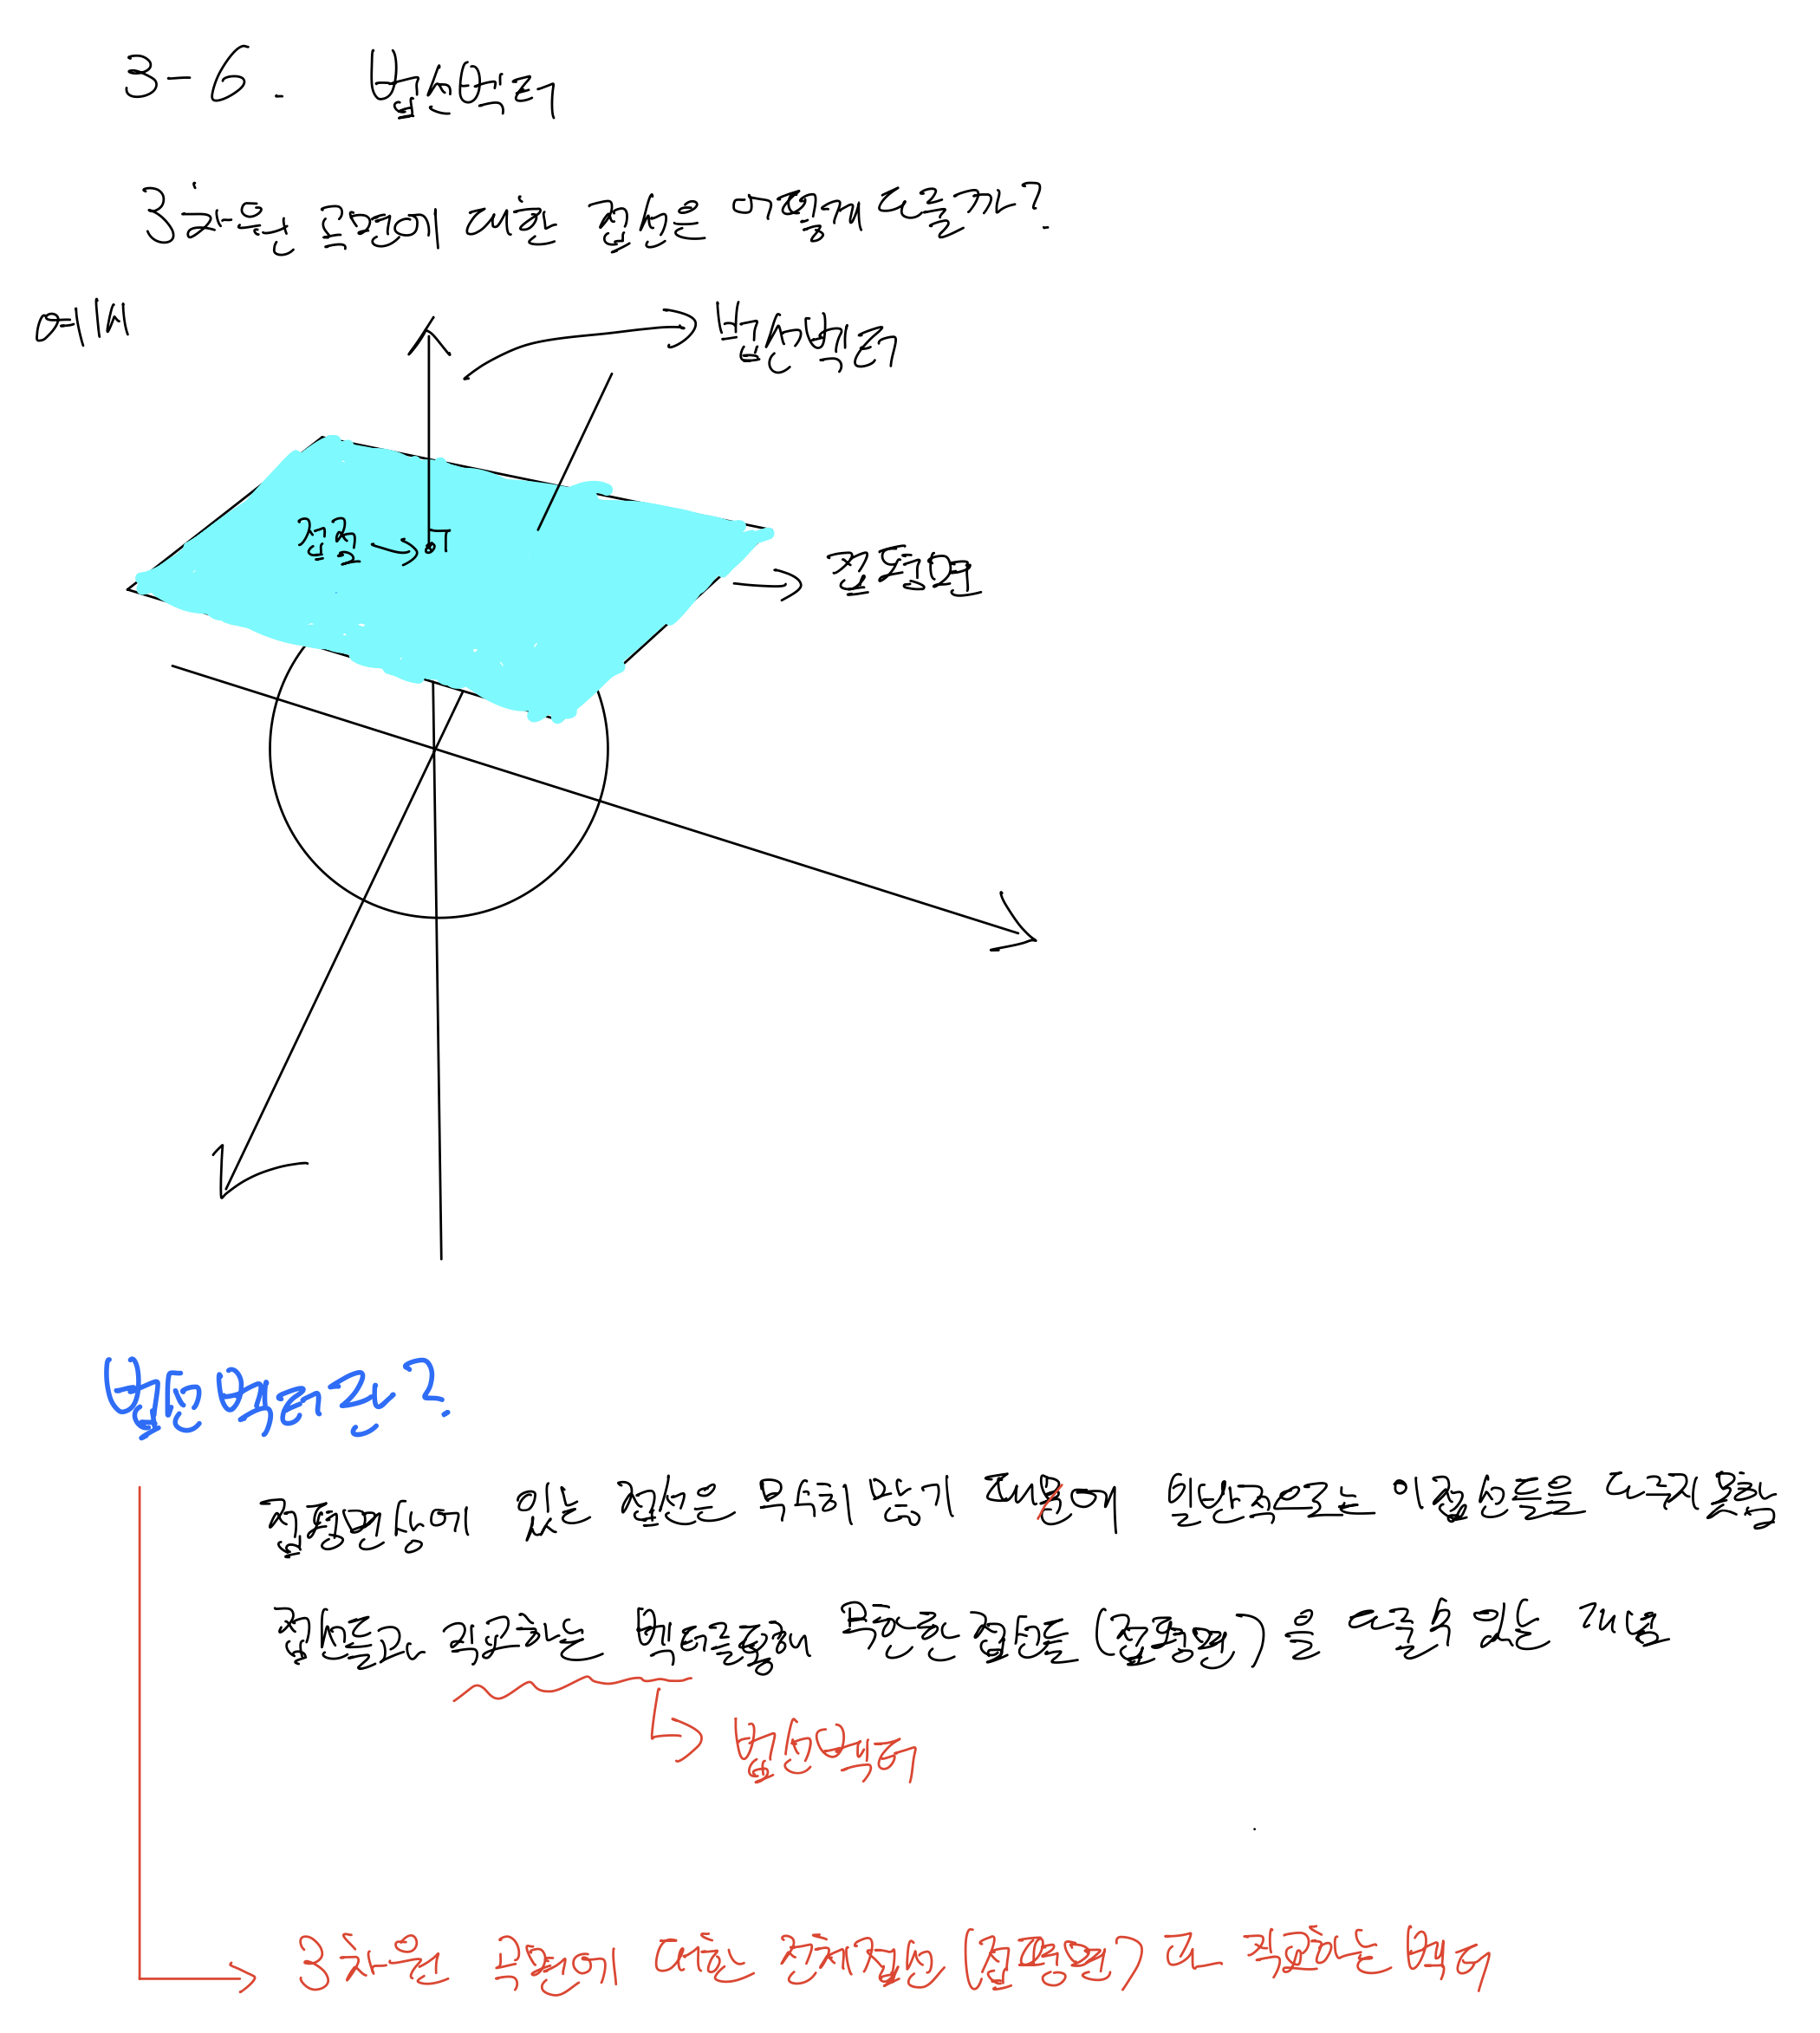 3-6. 법선벡터
3차원 곡면에 대한 접선은 어떻게 다룰까?
예시
법선벡터
접점
접평면
법선벡터란?
접평면상에 있는 접선은 무수히 많기 때문에 일반적으로는 이 접선들을 다루지 못함
접선들과 직교하는 벡터를 통해 무한한 접선들 (접평면)을 다룰 수 있는 개념
법선벡터
3차원 곡면에 대한 전체접선 (접평면)과 직교하는 벡터